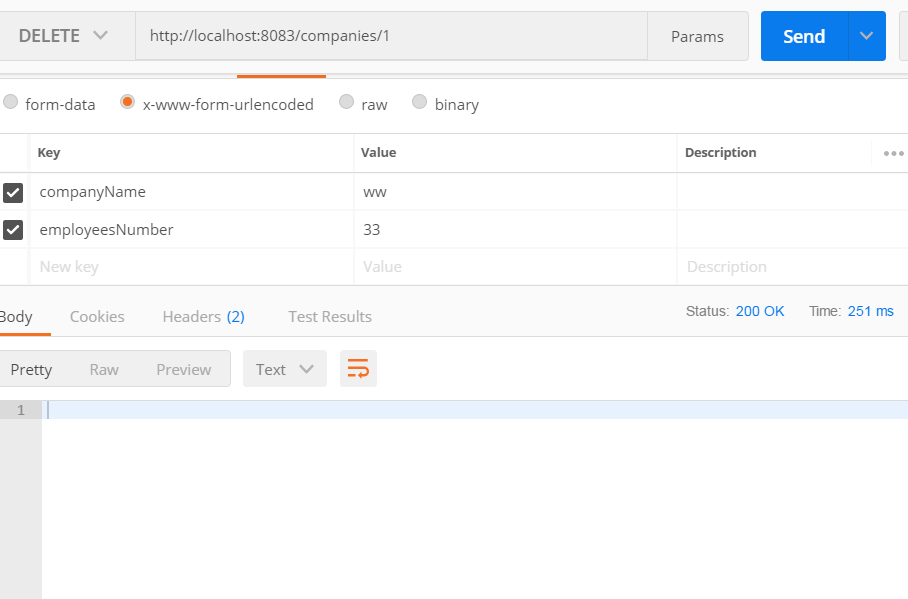 DELETE http://localhost:8083/companies/1 Params Send
form-data x-www-form-urlencoded raw binary
Key Value Description
companyName ww
employeesNumber 33
New key Value Description
Body Cookies Headers (2) Test Results Status: 200 OK Time: 251 ms
Pretty Raw Preview Text
1